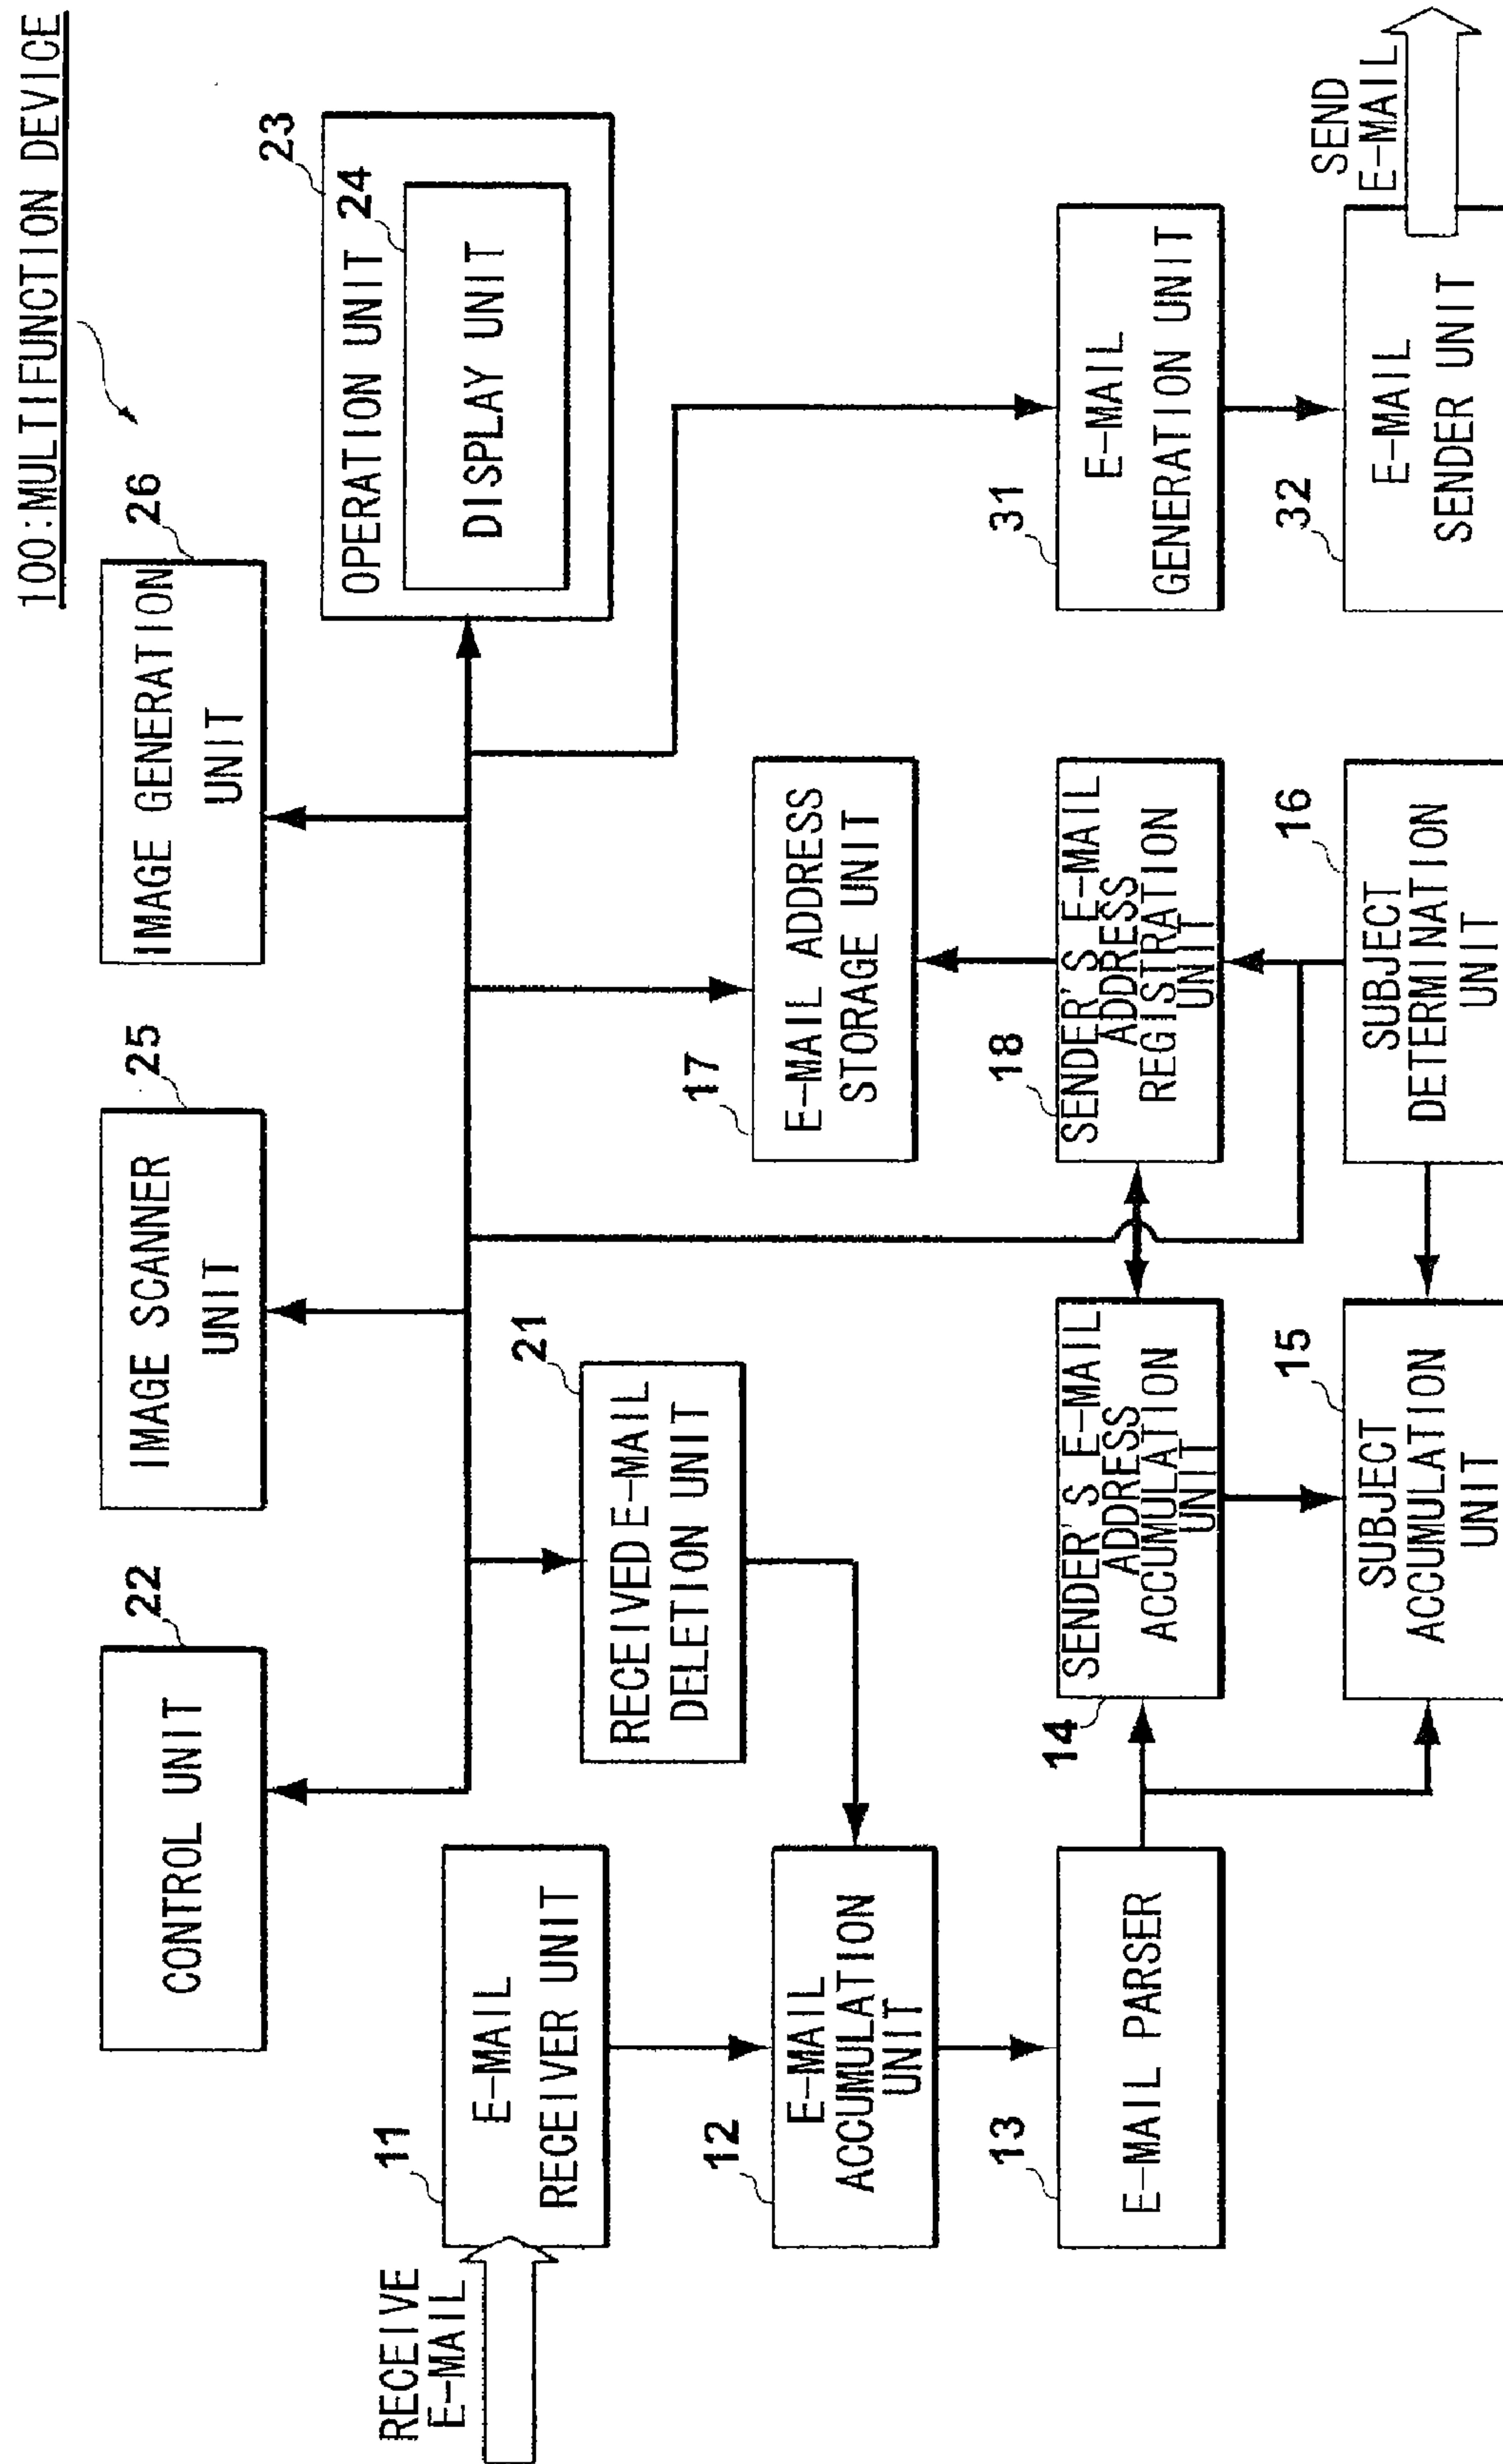 100:MULTIFUNCTION DEVICE
22
CONTROL UNIT
25
IMAGE SCANNER
UNIT
26
IMAGE GENERATION
UNIT
23
OPERATION UNIT
24
DISPLAY UNIT
RECEIVE
E-MAIL
11
E-MAIL
RECEIVER UNIT
21
RECEIVED E-MAIL
DELETION UNIT
12
E-MAIL
ACCUMULATION
UNIT
17
E-MAIL ADDRESS
STORAGE UNIT
13
E-MAIL PARSER
14
SENDER'S E-MAIL
ADDRESS
ACCUMULATION
UNIT
18
SENDER'S E-MAIL
ADDRESS
REGISTRATION
UNIT
31
E-MAIL
GENERATION UNIT
15
SUBJECT
ACCUMULATION
UNIT
16
SUBJECT
DETERMINATION
UNIT
32
E-MAIL
SENDER UNIT
SEND
E-MAIL